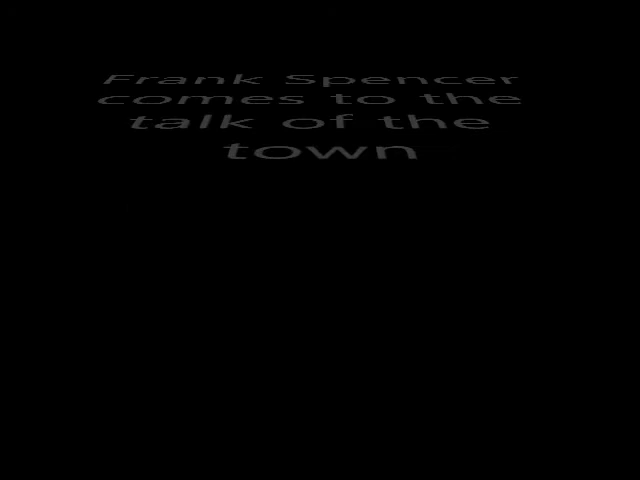 Frank Spencer
comes to the
talk of the
town